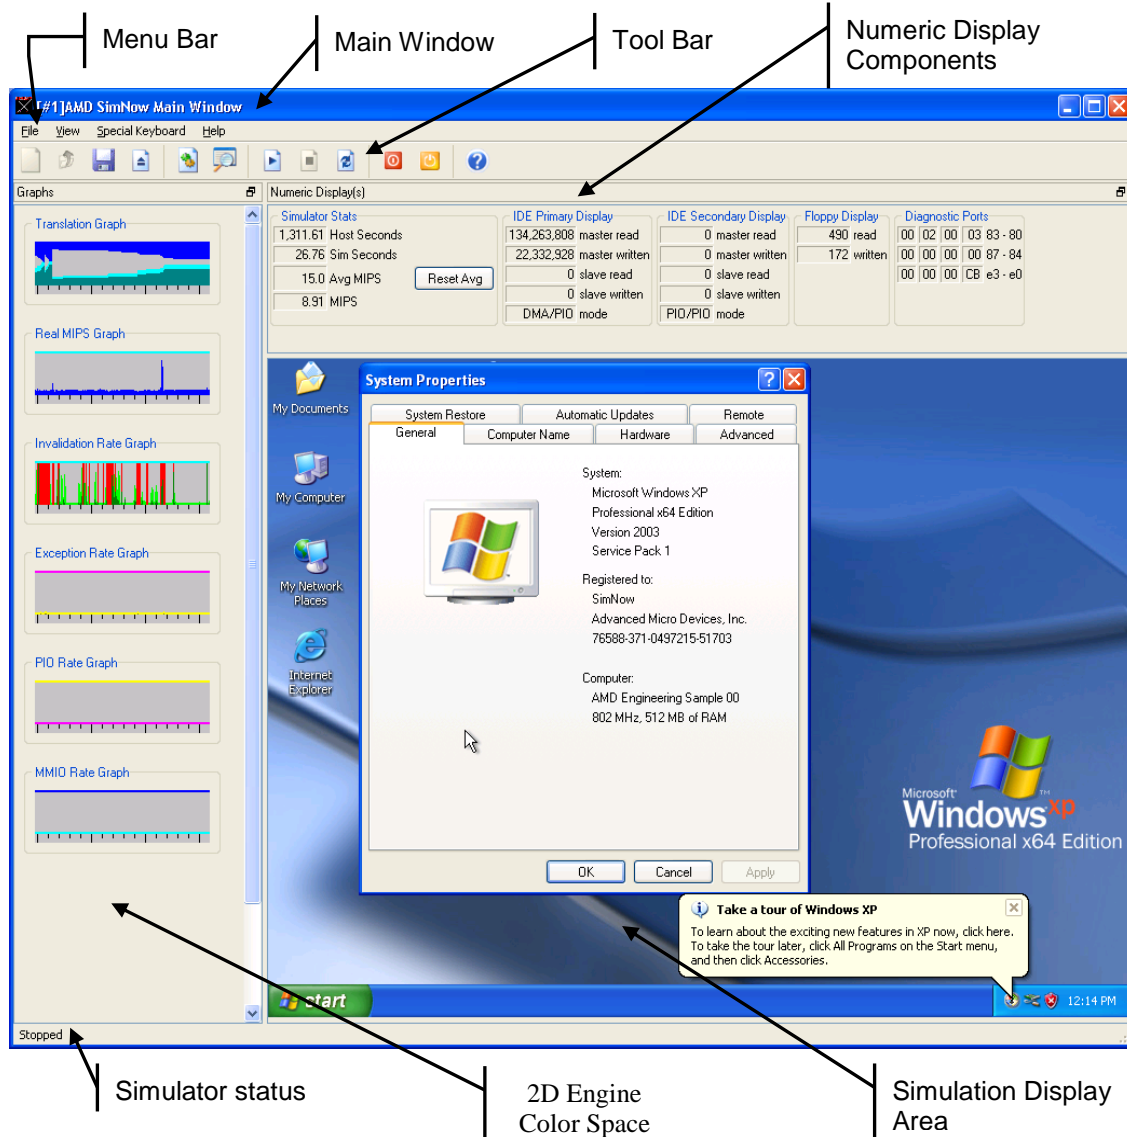 Menu Bar
Main Window
Tool Bar
Numeric Display
Components
[#1]AMD SimNow Main Window
File View Special Keyboard Help
Graphs
Numeric Display(s)
Translation Graph
Real MIPS Graph
Invalidation Rate Graph
Exception Rate Graph
PIO Rate Graph
MMIO Rate Graph
Simulator Stats
1,311.61 Host Seconds
26.76 Sim Seconds
15.0 Avg MIPS Reset Avg
8.91 MIPS
IDE Primary Display
134,263,808 master read
22,332,928 master written
0 slave read
0 slave written
DMA/PIO mode
IDE Secondary Display
0 master read
0 master written
0 slave read
0 slave written
PIO/PIO mode
Floppy Display
490 read
172 written
Diagnostic Ports
00 02 00 03 83 - 80
00 00 00 00 87 - 84
00 00 00 CB e3 - e0
My Documents
My Computer
My Network
Places
Internet
Explorer
System Properties
System Restore Automatic Updates Remote
General Computer Name Hardware Advanced
System:
Microsoft Windows XP
Professional x64 Edition
Version 2003
Service Pack 1
Registered to:
SimNow
Advanced Micro Devices, Inc.
76588-371-0497215-51703
Computer:
AMD Engineering Sample 00
802 MHz, 512 MB of RAM
OK Cancel Apply
Microsoft
Windows xp
Professional x64 Edition
Take a tour of Windows XP
To learn about the exciting new features in XP now, click here.
To take the tour later, click All Programs on the Start menu,
and then click Accessories.
start
12:14 PM
Stopped
Simulator status
2D Engine
Color Space
Simulation Display
Area